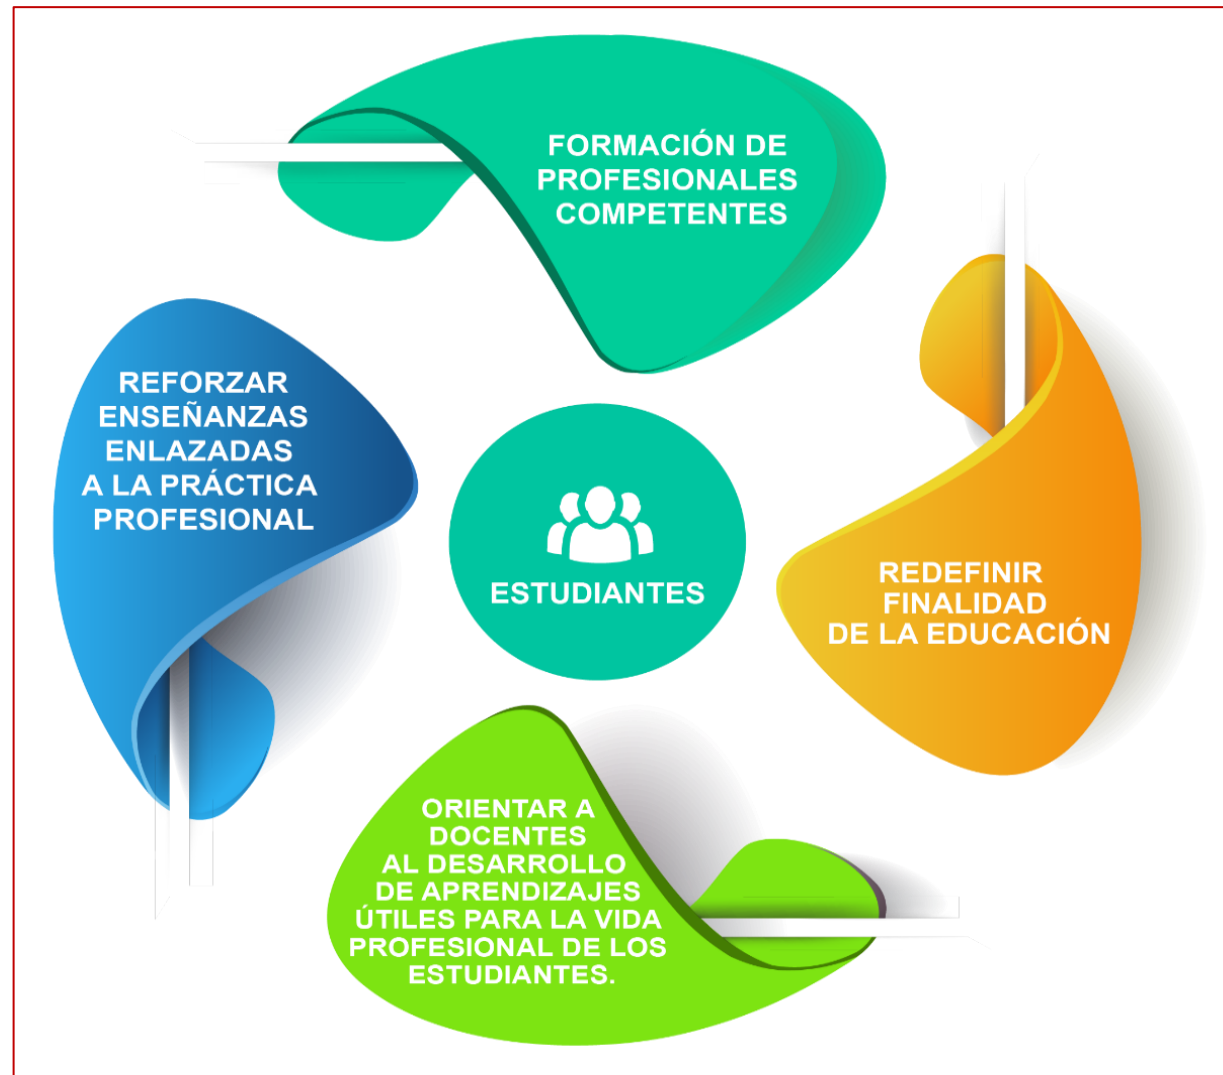 FORMACIÓN DE
PROFESIONALES
COMPETENTES
REFORZAR
ENSEÑANZAS
ENLAZADAS
A LA PRÁCTICA
PROFESIONAL
ESTUDIANTES
REDEFINIR
FINALIDAD
DE LA EDUCACIÓN
ORIENTAR A
DOCENTES
AL DESARROLLO
DE APRENDIZAJES
ÚTILES PARA LA VIDA
PROFESIONAL DE LOS
ESTUDIANTES.